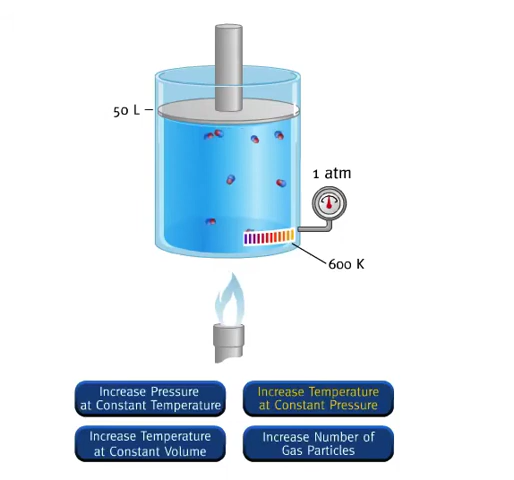 50 L
1 atm
600 K
Increase Pressure
at Constant Temperature
Increase Temperature
at Constant Pressure
Increase Temperature
at Constant Volume
Increase Number of
Gas Particles